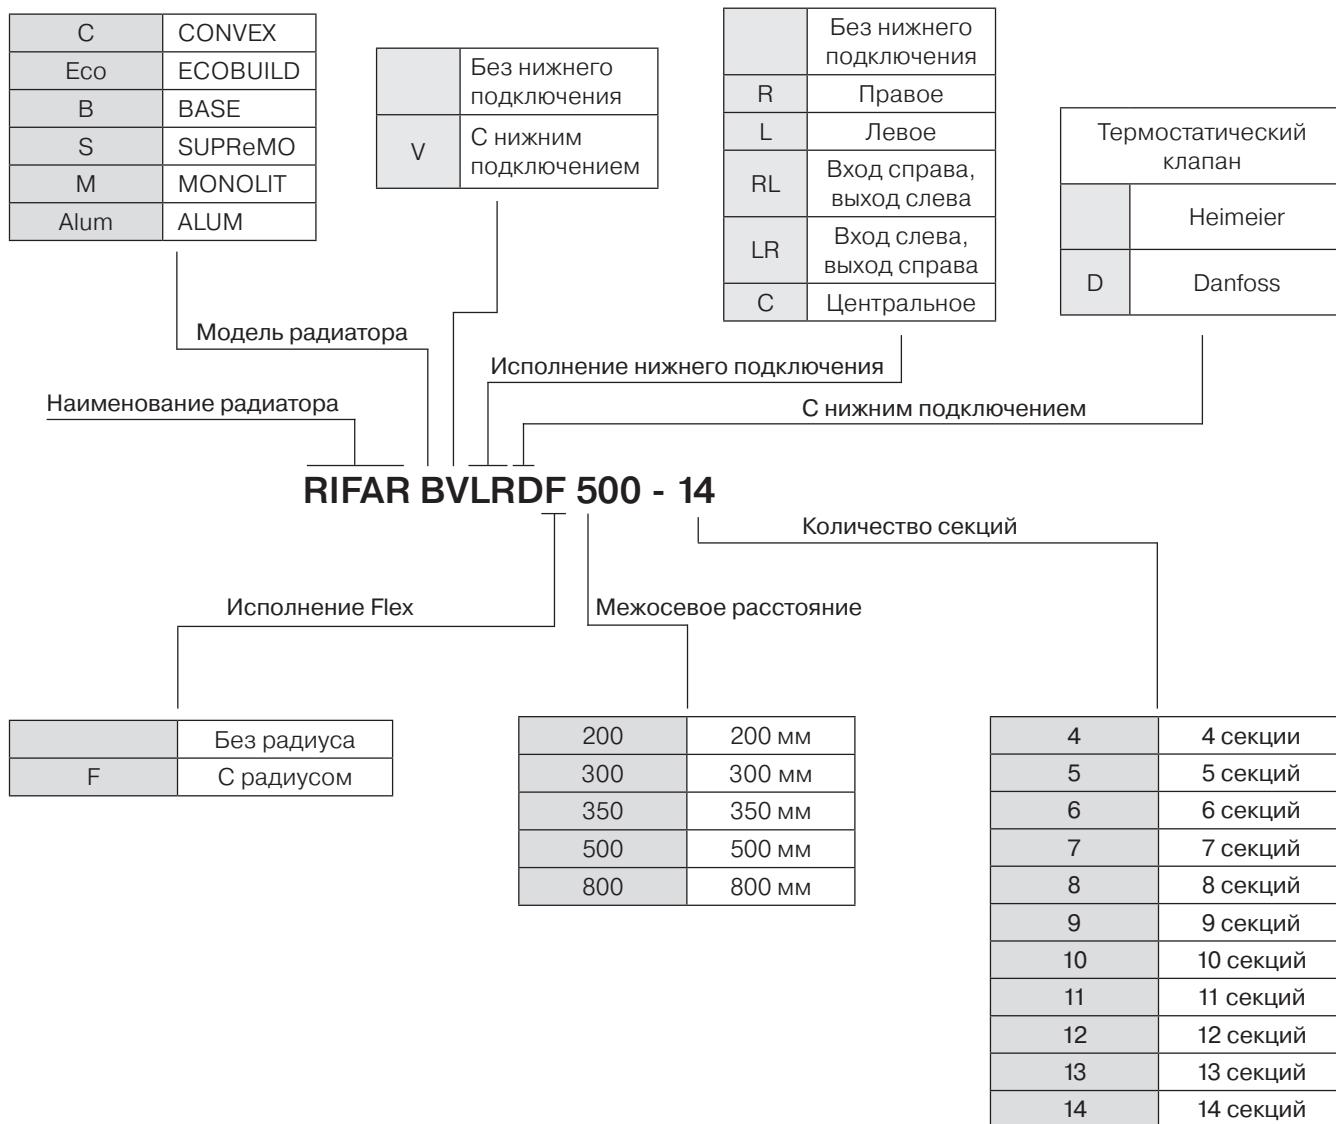 C CONVEX
Eco ECOBUILD
B BASE
S SUPReMO
M MONOLIT
Alum ALUM
Без нижнего
подключения
V С нижним
подключением
Без нижнего
подключения
R Правое
L Левое
RL Вход справа,
выход слева
LR Вход слева,
выход справа
C Центральное
Термостатический
клапан
Heimeier
D Danfoss
Модель радиатора
Исполнение нижнего подключения
Наименование радиатора
С нижним подключением
RIFAR BVLRDF 500 - 14
Количество секций
Исполнение Flex
Межосевое расстояние
Без радиуса
F С радиусом
200 200 мм
300 300 мм
350 350 мм
500 500 мм
800 800 мм
4 4 секции
5 5 секций
6 6 секций
7 7 секций
8 8 секций
9 9 секций
10 10 секций
11 11 секций
12 12 секций
13 13 секций
14 14 секций